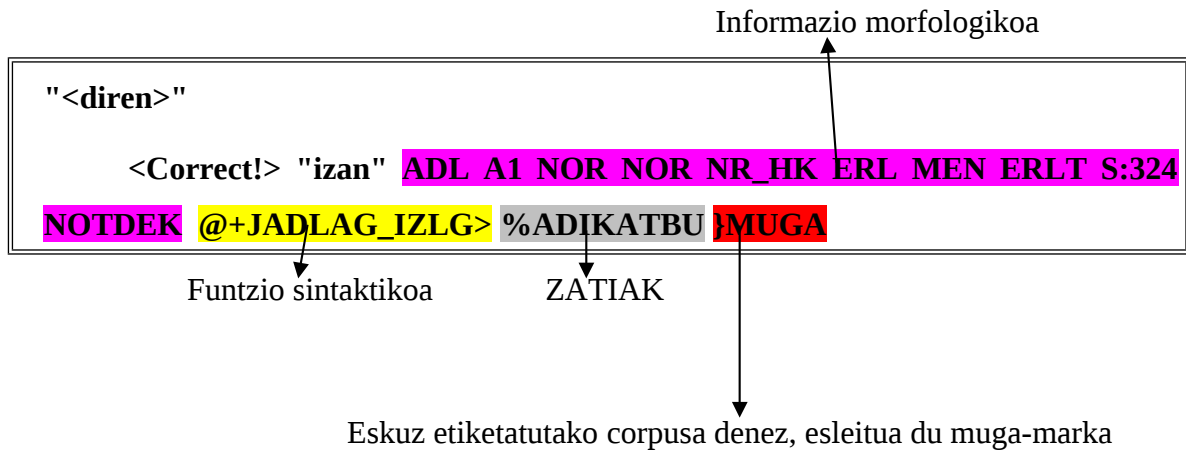 Informazio morfologikoa
"<diren>"
<Correct!> "izan" ADL A1 NOR NOR NR_HK ERL MEN ERLT S:324
NOTDEK @+JADLAG_IZLG> %ADIKATBU }MUGA
Funtzio sintaktikoa ZATIAK
Eskuz etiketatutako corpusa denez, esleitua du muga-marka